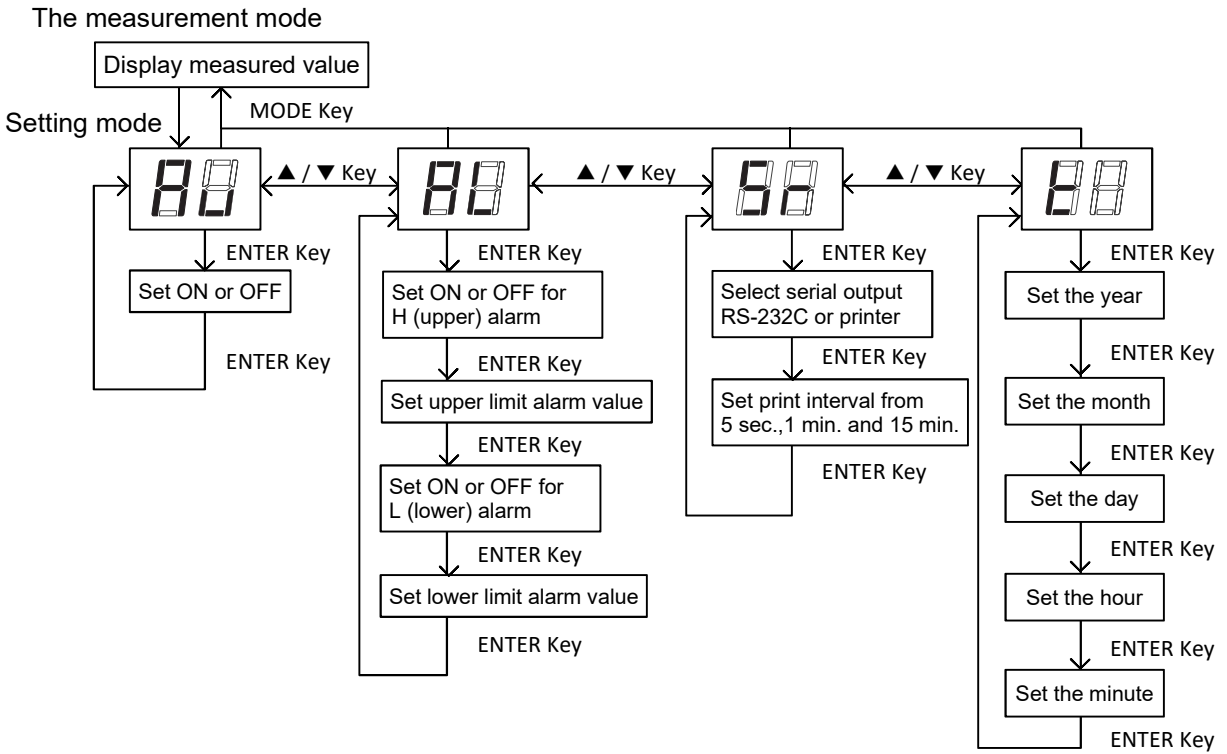 The measurement mode
Display measured value
MODE Key
Setting mode
Au
▲ / ▼ Key
AL
▲ / ▼ Key
Sr
▲ / ▼ Key
t
ENTER Key
Set ON or OFF
ENTER Key
ENTER Key
Set ON or OFF for
H (upper) alarm
ENTER Key
Set upper limit alarm value
ENTER Key
Set ON or OFF for
L (lower) alarm
ENTER Key
Set lower limit alarm value
ENTER Key
ENTER Key
Select serial output
RS-232C or printer
ENTER Key
Set print interval from
5 sec.,1 min. and 15 min.
ENTER Key
ENTER Key
Set the year
ENTER Key
Set the month
ENTER Key
Set the day
ENTER Key
Set the hour
ENTER Key
Set the minute
ENTER Key